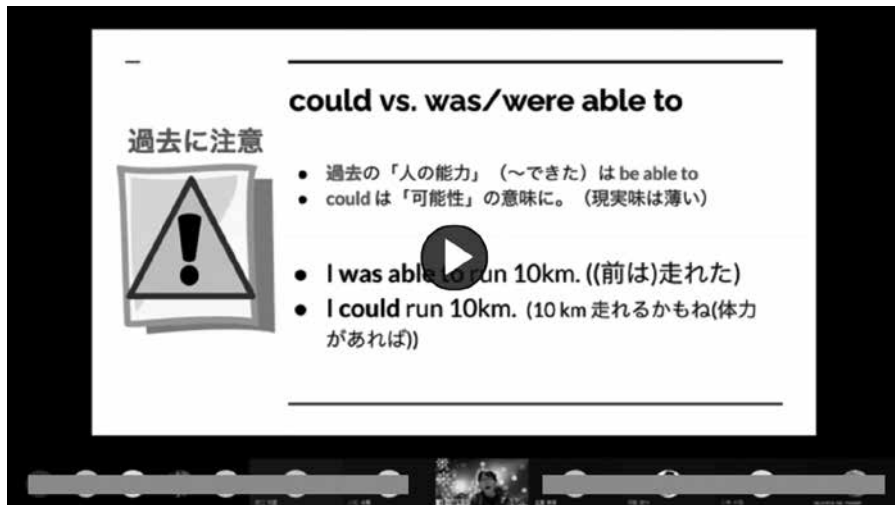 could vs. was/were able to
過去に注意
● 過去の「人の能力」（～できた）は be able to
● could は「可能性」の意味に。（現実味は薄い）
● I was able to run 10km. ((前は)走れた)
● I could run 10km. (10 km 走れるかもね(体力
があれば))